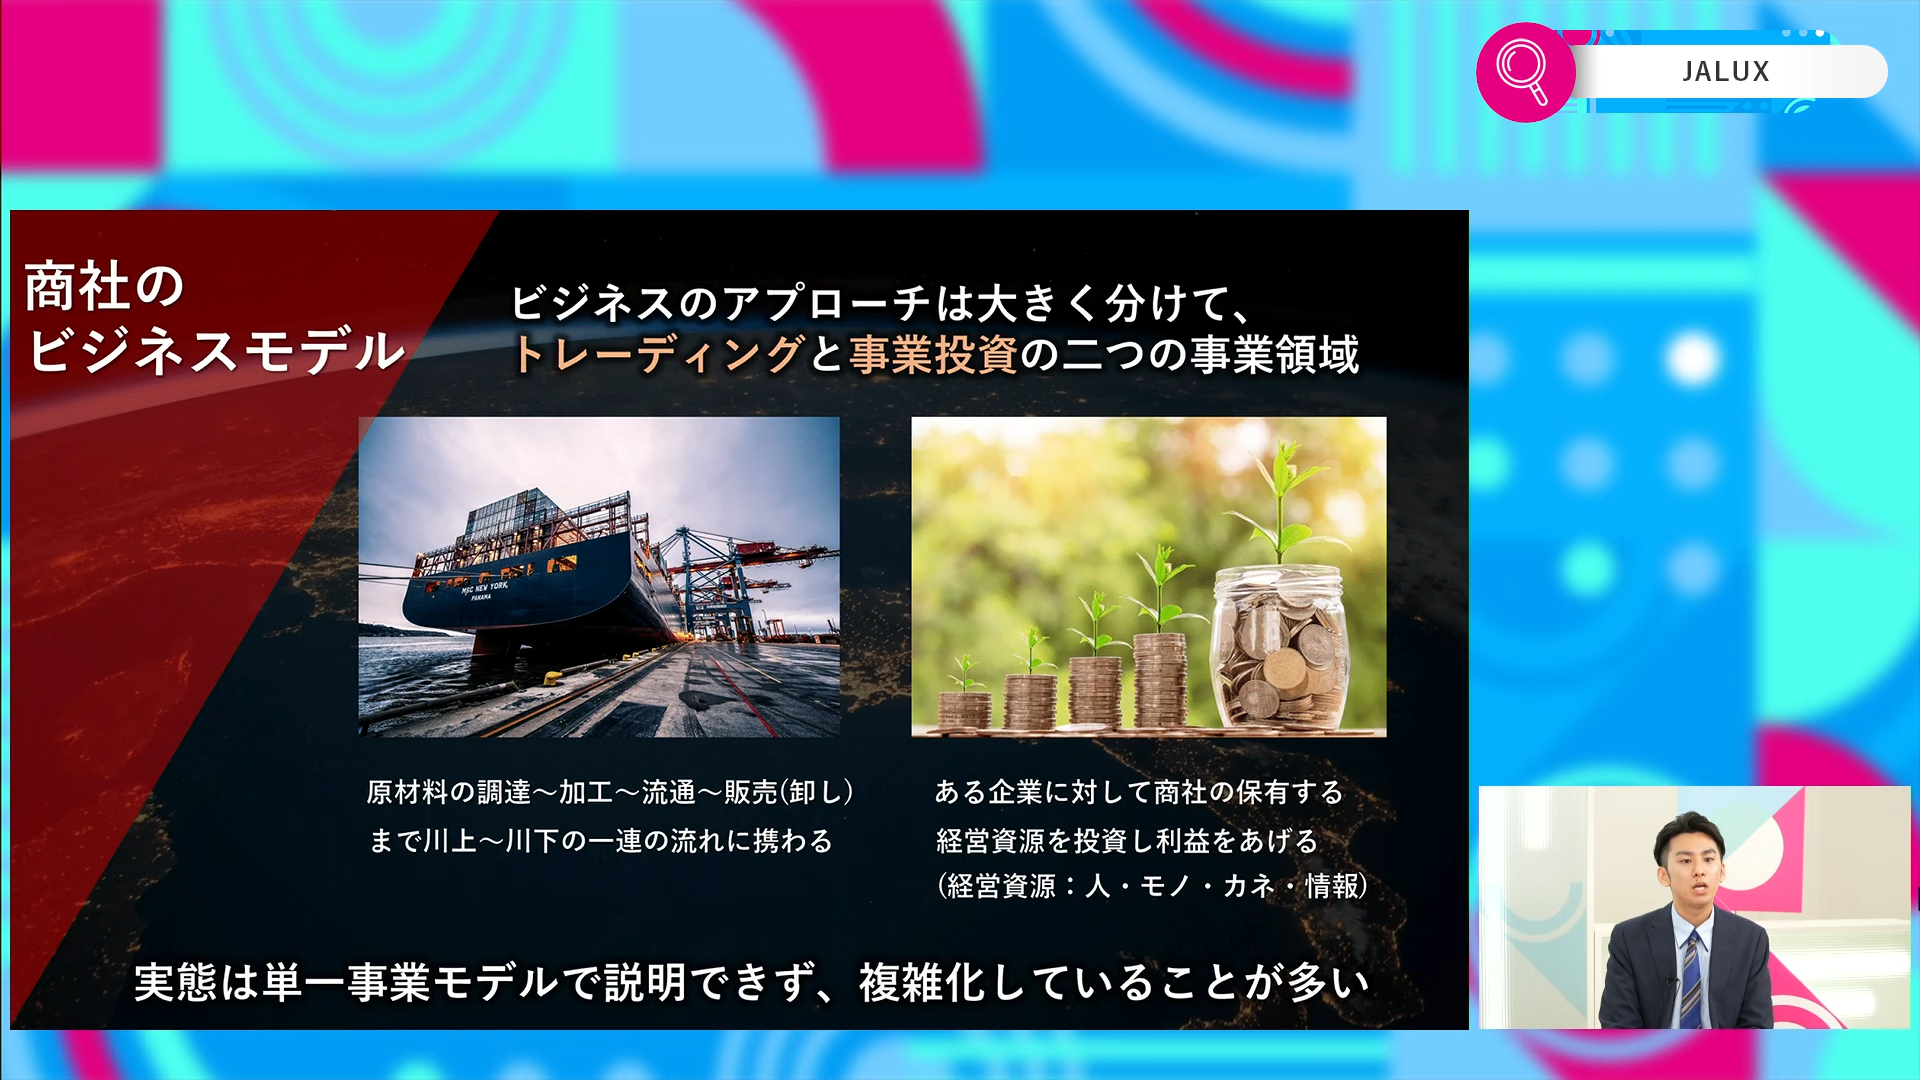 JALUX
商社の
ビジネスモデル
ビジネスのアプローチは大きく分けて、
トレーディングと事業投資の二つの事業領域
MSC NEW YORK
PANAMA
原材料の調達～加工～流通～販売(卸し)
まで川上～川下の一連の流れに携わる
ある企業に対して商社の保有する
経営資源を投資し利益をあげる
(経営資源：人・モノ・カネ・情報)
実態は単一事業モデルで説明できず、複雑化していることが多い